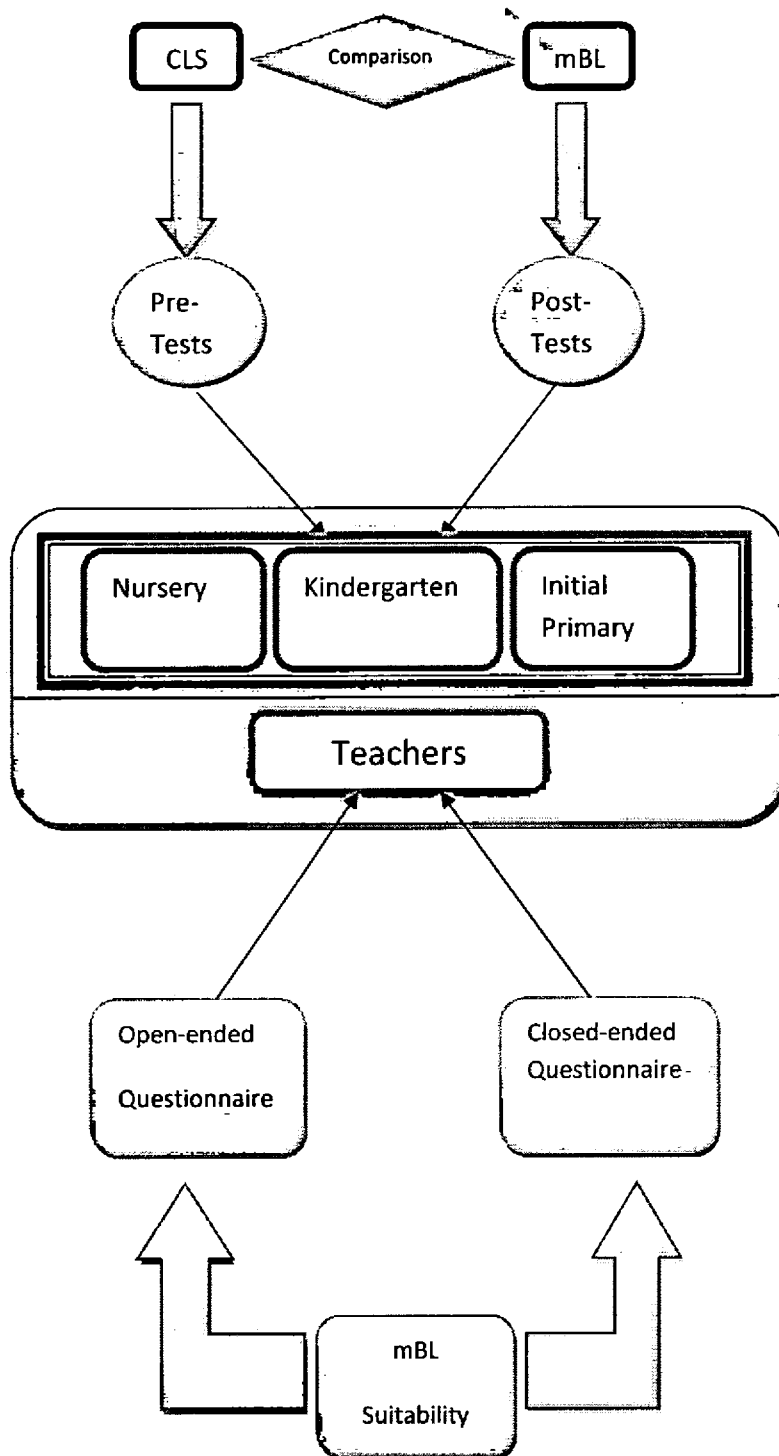 CLS
Comparison
mBL
Pre-
Tests
Post-
Tests
Nursery
Kindergarten
Initial
Primary
Teachers
Open-ended
Questionnaire
Closed-ended
Questionnaire
mBL
Suitability